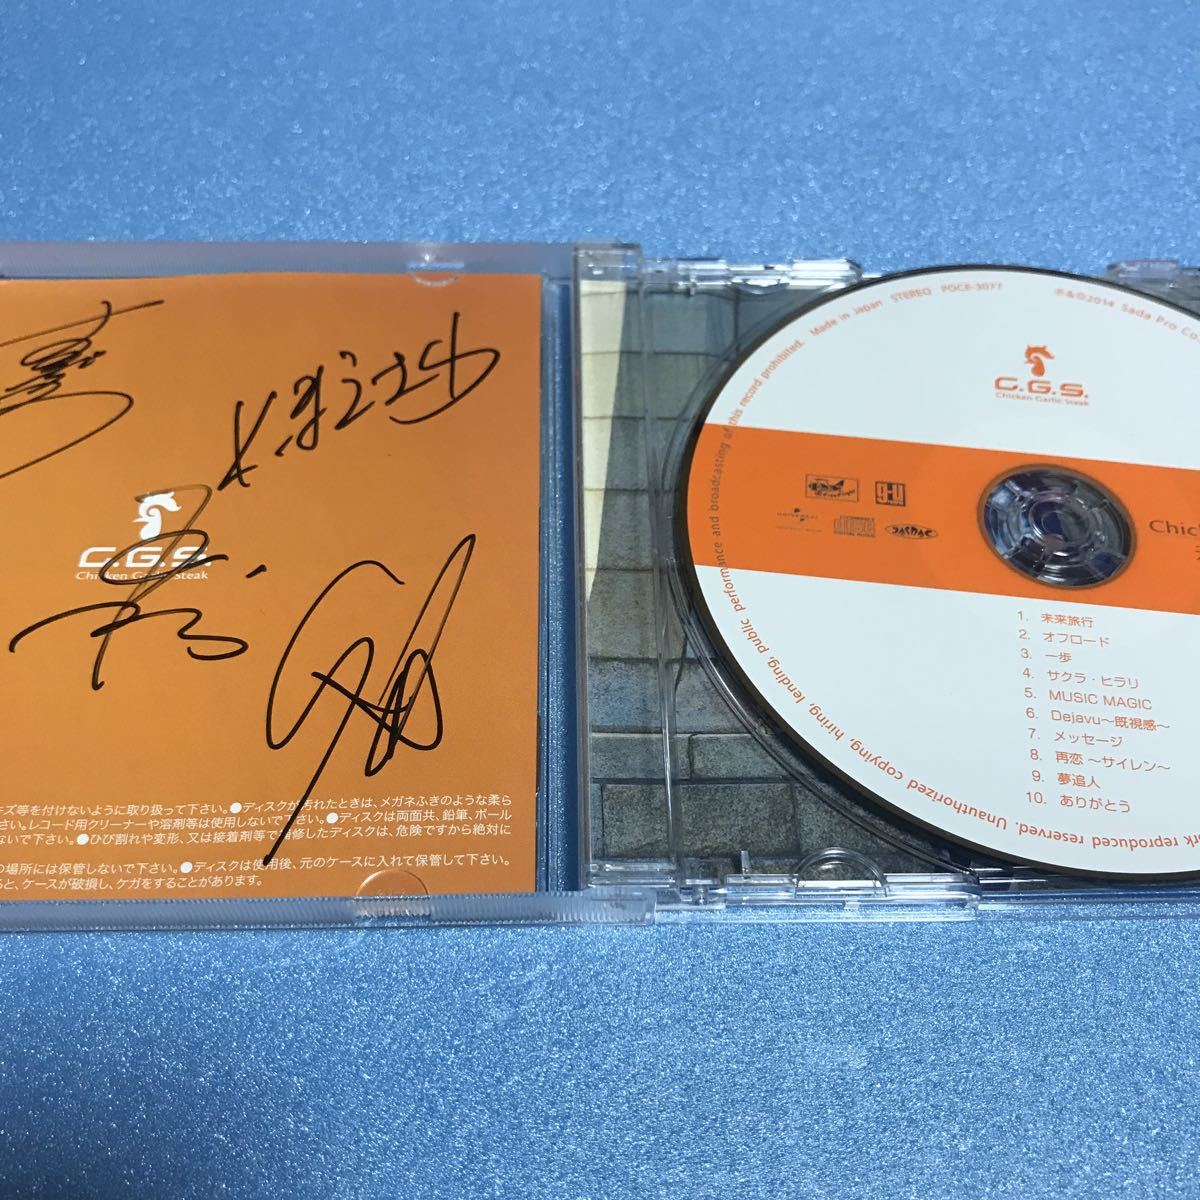 C.G.S.
Chicken Garlic Steak
キズ等を付けないように取り扱って下さい。●ディスクが汚れたときは、メガネふきのような柔ら
さい。レコード用クリーナーや溶剤等は使用しないで下さい。●ディスクは両面共、鉛筆、ボール
ないで下さい。●ひび割れや変形、又は接着剤等で補修したディスクは、危険ですから絶対に
の場所には保管しないで下さい。●ディスクは使用後、元のケースに入れて保管して下さい。
ると、ケースが破損し、ケガをすることがあります。
Made in Japan STEREO POCE-3077
℗&©2014 Sada Pro Co
C.G.S.
Chicken Garlic Steak
g-u
UNIVERSAL
JASRAC
Chic
1. 未来旅行
2. オフロード
3. 一歩
4. サクラ・ヒラリ
5. MUSIC MAGIC
6. Dejavu～既視感～
7. メッセージ
8. 再恋 ～サイレン～
9. 夢追人
10. ありがとう
rk reproduced reserved. Unauthorized copying, hiring, lending, public performance and broadcasting of this record prohibited.